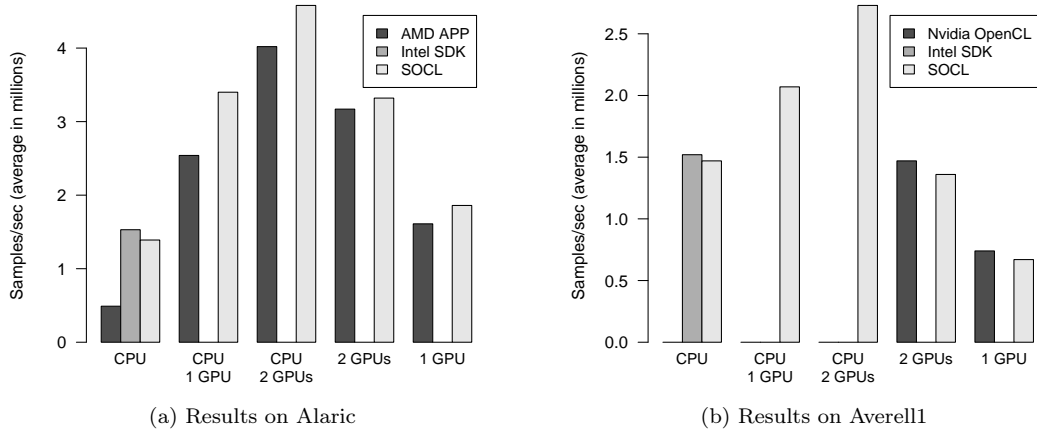 Samples/sec (average in millions)
4
3
2
1
0
AMD APP
Intel SDK
SOCL
CPU
CPU
1 GPU
CPU
2 GPUs
2 GPUs
1 GPU
(a) Results on Alaric
Samples/sec (average in millions)
2.5
2.0
1.5
1.0
0.5
0.0
Nvidia OpenCL
Intel SDK
SOCL
CPU
CPU
1 GPU
CPU
2 GPUs
2 GPUs
1 GPU
(b) Results on Averell1